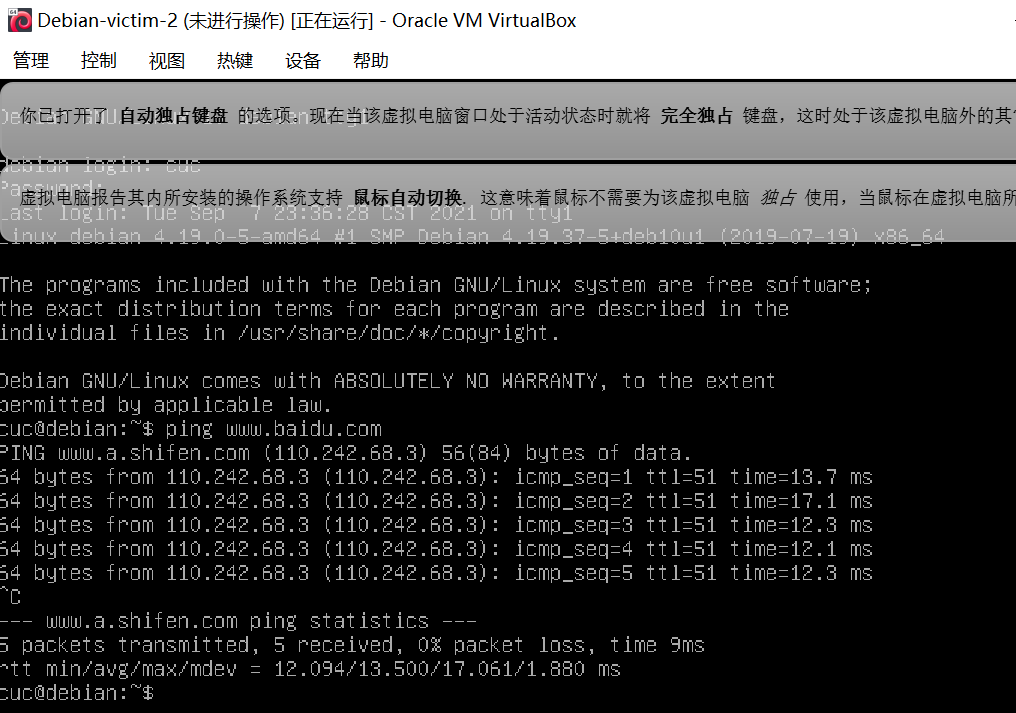 Debian-victim-2 (未进行操作) [正在运行] - Oracle VM VirtualBox
管理 控制 视图 热键 设备 帮助
你已打开了 自动独占键盘 的选项。现在当该虚拟电脑窗口处于活动状态时就将 完全独占 键盘，这时处于该虚拟电脑外的其
debian login: cuc
Password:
虚拟电脑报告其内所安装的操作系统支持 鼠标自动切换. 这意味着鼠标不需要为该虚拟电脑 独占 使用，当鼠标在虚拟电脑所
Last login: Tue Sep  7 23:36:28 CST 2021 on tty1
Linux debian 4.19.0-5-amd64 #1 SMP Debian 4.19.37-5+deb10u1 (2019-07-19) x86_64
The programs included with the Debian GNU/Linux system are free software;
the exact distribution terms for each program are described in the
individual files in /usr/share/doc/*/copyright.
Debian GNU/Linux comes with ABSOLUTELY NO WARRANTY, to the extent
permitted by applicable law.
cuc@debian:~$ ping www.baidu.com
PING www.a.shifen.com (110.242.68.3) 56(84) bytes of data.
64 bytes from 110.242.68.3 (110.242.68.3): icmp_seq=1 ttl=51 time=13.7 ms
64 bytes from 110.242.68.3 (110.242.68.3): icmp_seq=2 ttl=51 time=17.1 ms
64 bytes from 110.242.68.3 (110.242.68.3): icmp_seq=3 ttl=51 time=12.3 ms
64 bytes from 110.242.68.3 (110.242.68.3): icmp_seq=4 ttl=51 time=12.1 ms
64 bytes from 110.242.68.3 (110.242.68.3): icmp_seq=5 ttl=51 time=12.3 ms
^C
--- www.a.shifen.com ping statistics ---
5 packets transmitted, 5 received, 0% packet loss, time 9ms
rtt min/avg/max/mdev = 12.094/13.500/17.061/1.880 ms
cuc@debian:~$